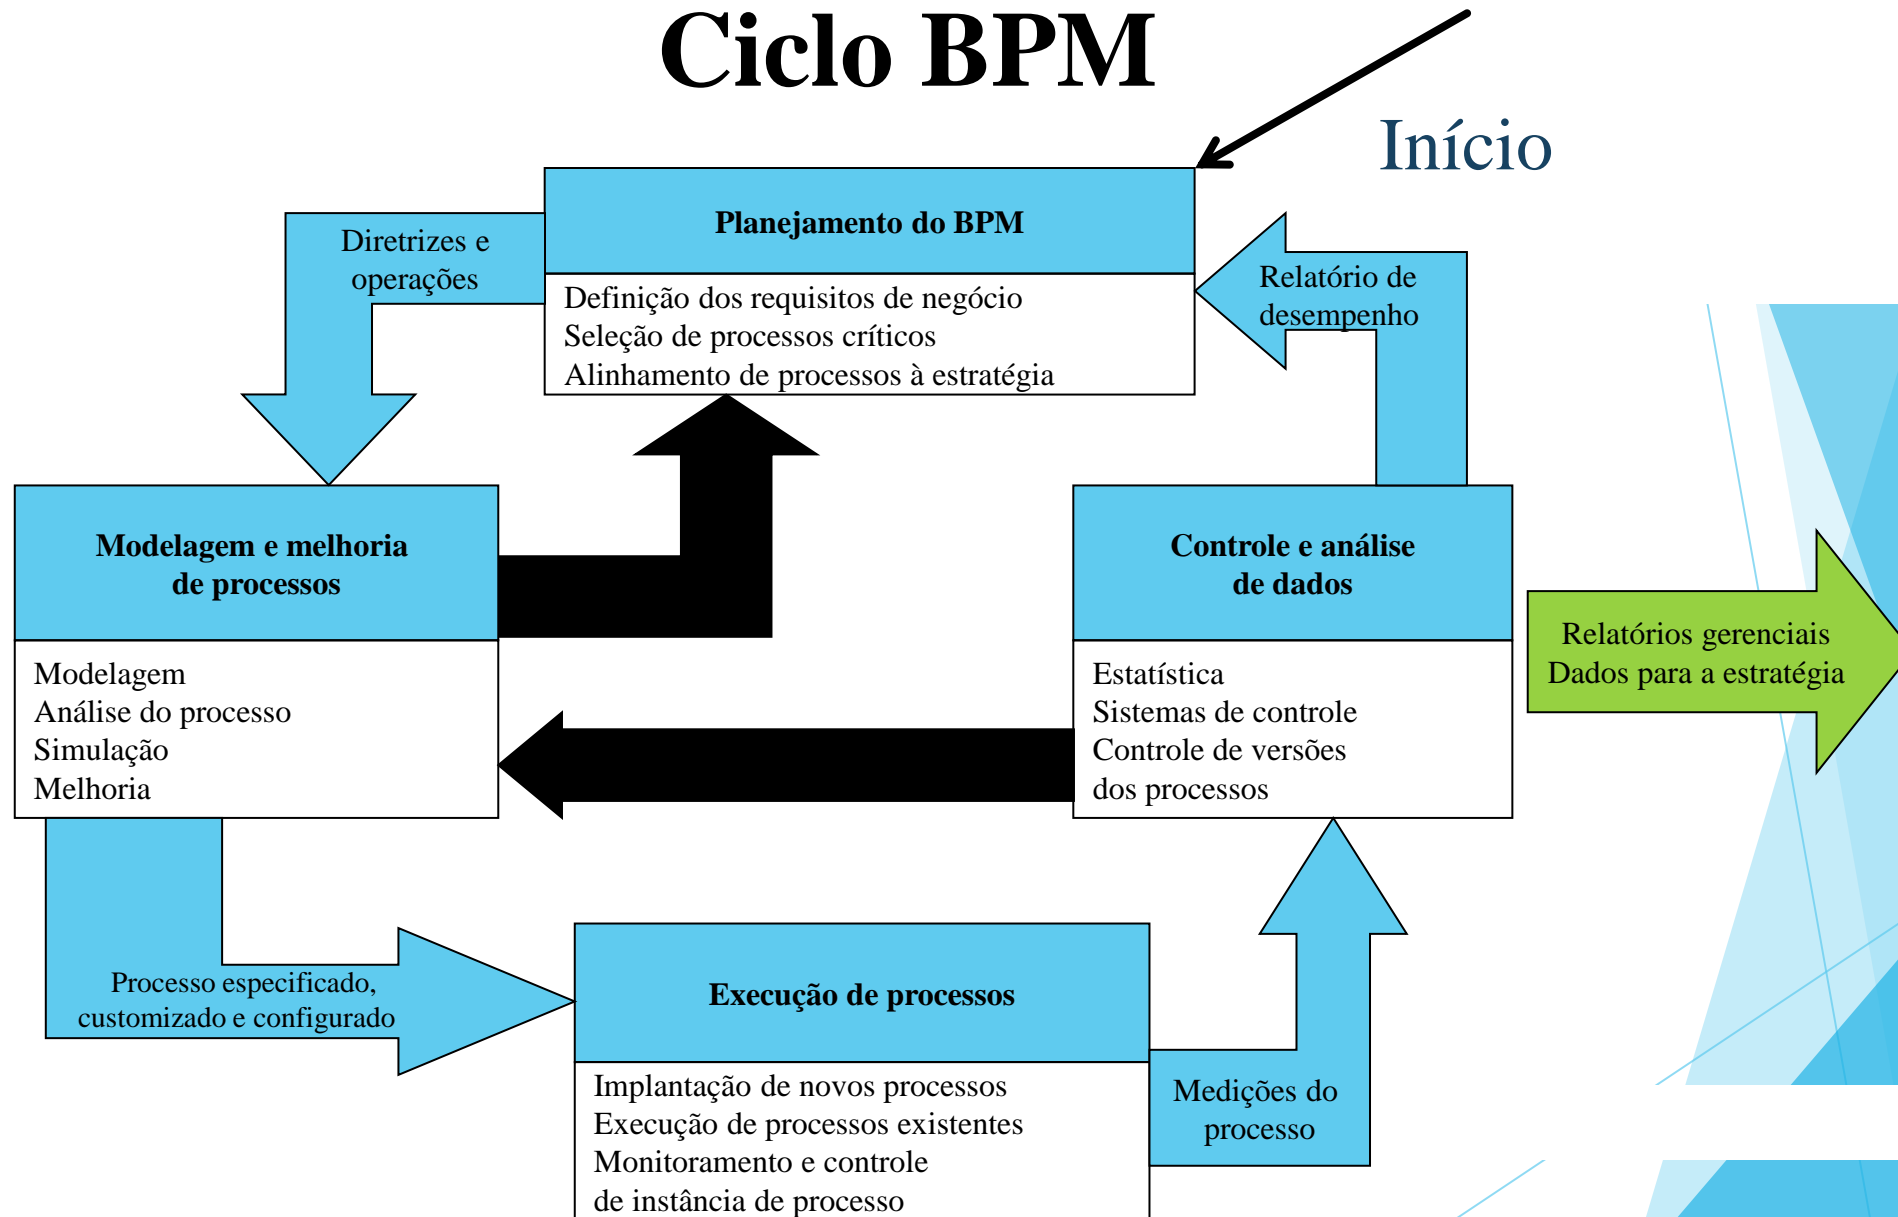 Ciclo BPM
Início
Planejamento do BPM
Definição dos requisitos de negócio
Seleção de processos críticos
Alinhamento de processos à estratégia
Diretrizes e
operações
Relatório de
desempenho
Modelagem e melhoria
de processos
Modelagem
Análise do processo
Simulação
Melhoria
Controle e análise
de dados
Estatística
Sistemas de controle
Controle de versões
dos processos
Relatórios gerenciais
Dados para a estratégia
Processo especificado,
customizado e configurado
Execução de processos
Implantação de novos processos
Execução de processos existentes
Monitoramento e controle
de instância de processo
Medições do
processo